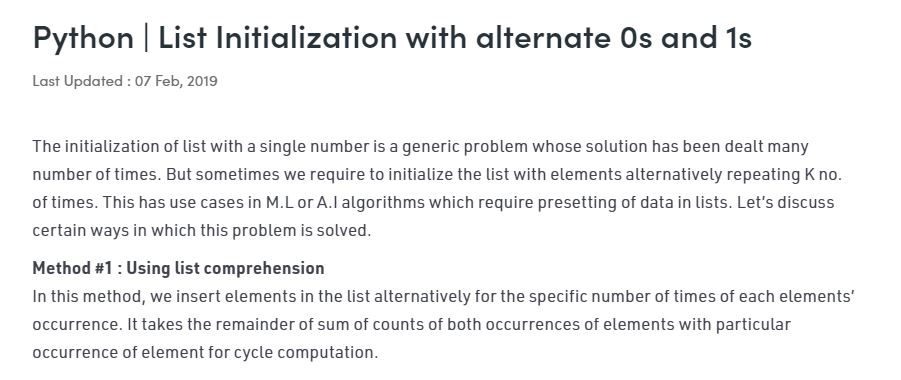 Python | List Initialization with alternate 0s and 1s
Last Updated : 07 Feb, 2019
The initialization of list with a single number is a generic problem whose solution has been dealt many
number of times. But sometimes we require to initialize the list with elements alternatively repeating K no.
of times. This has use cases in M.L or A.I algorithms which require presetting of data in lists. Let’s discuss
certain ways in which this problem is solved.
Method #1 : Using list comprehension
In this method, we insert elements in the list alternatively for the specific number of times of each elements’
occurrence. It takes the remainder of sum of counts of both occurrences of elements with particular
occurrence of element for cycle computation.